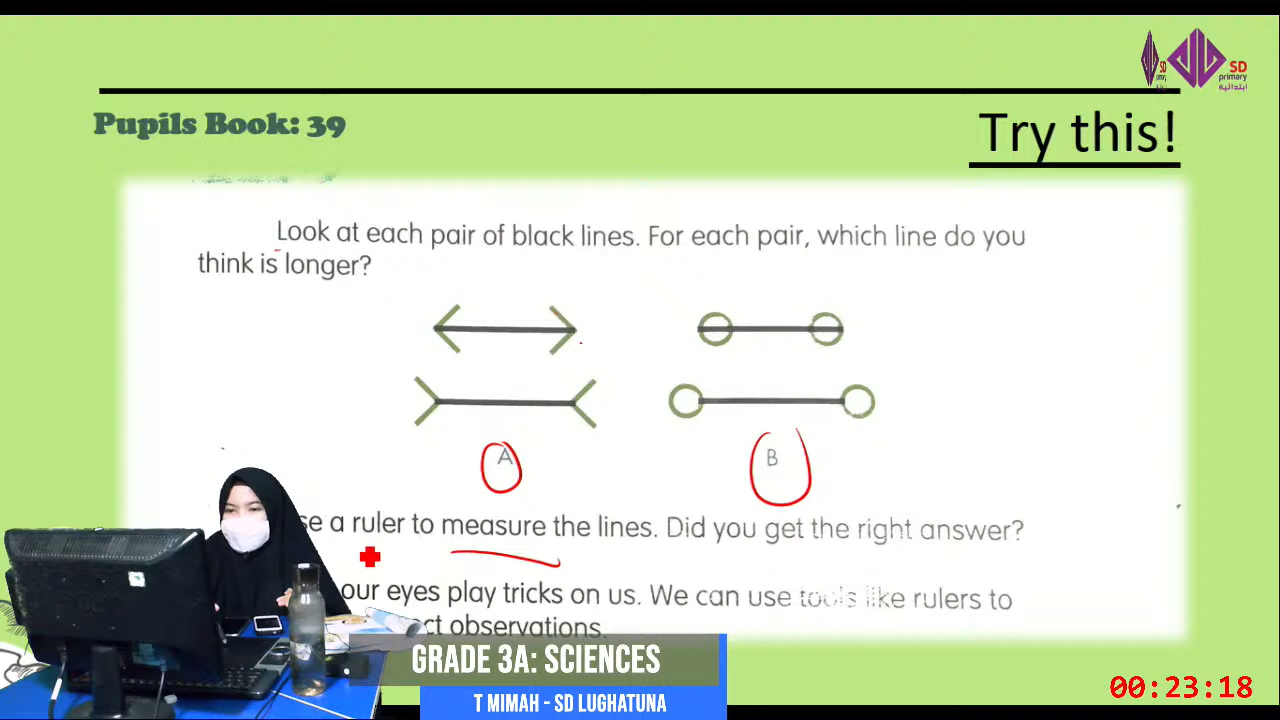 SD
primary
ابتدائية
Pupils Book: 39
Try this!
Look at each pair of black lines. For each pair, which line do you
think is longer?
A
B
se a ruler to measure the lines. Did you get the right answer?
our eyes play tricks on us. We can use tools like rulers to
ct observations.
GRADE 3A: SCIENCES
T MIMAH - SD LUGHATUNA
00:23:18